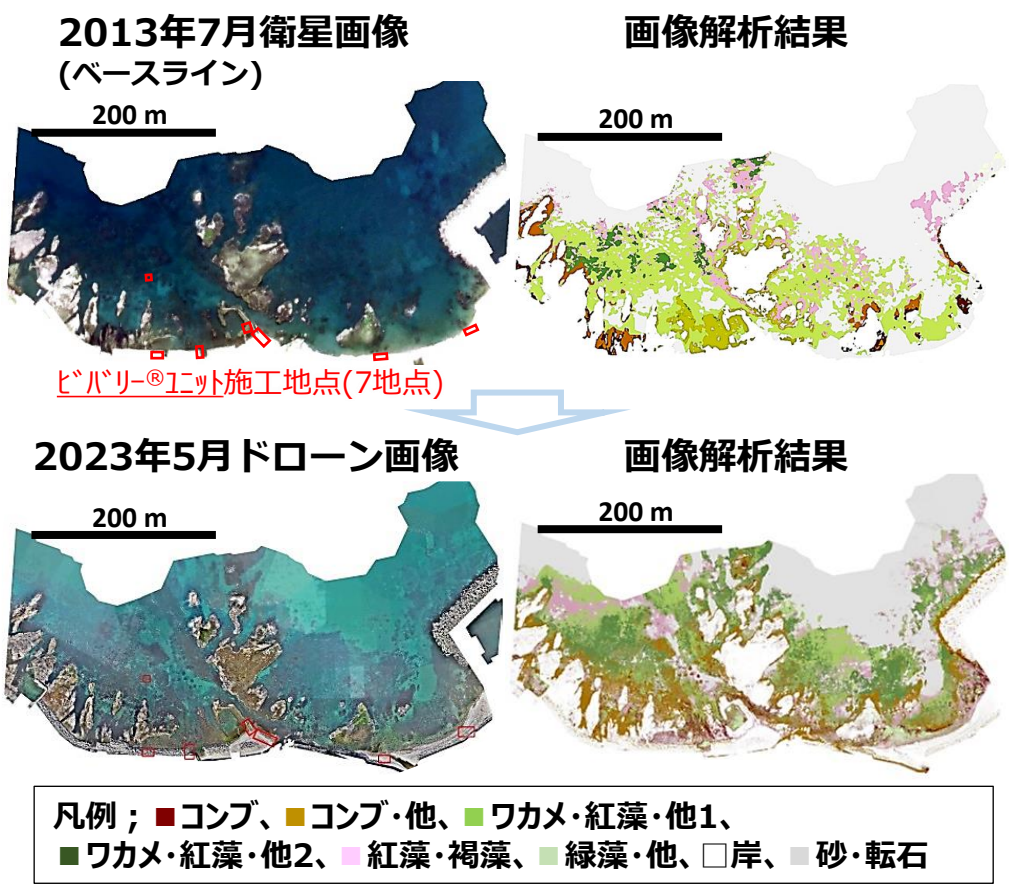 2013年7月衛星画像
(ベースライン)
画像解析結果
200 m
200 m
ﾋﾞﾊﾞﾘｰ®ﾕﾆｯﾄ施工地点(7地点)
2023年5月ドローン画像
画像解析結果
200 m
200 m
凡例；■コンブ、■コンブ･他、■ワカメ･紅藻･他1、
■ワカメ･紅藻･他2、■紅藻･褐藻、■緑藻･他、□岸、■砂･転石